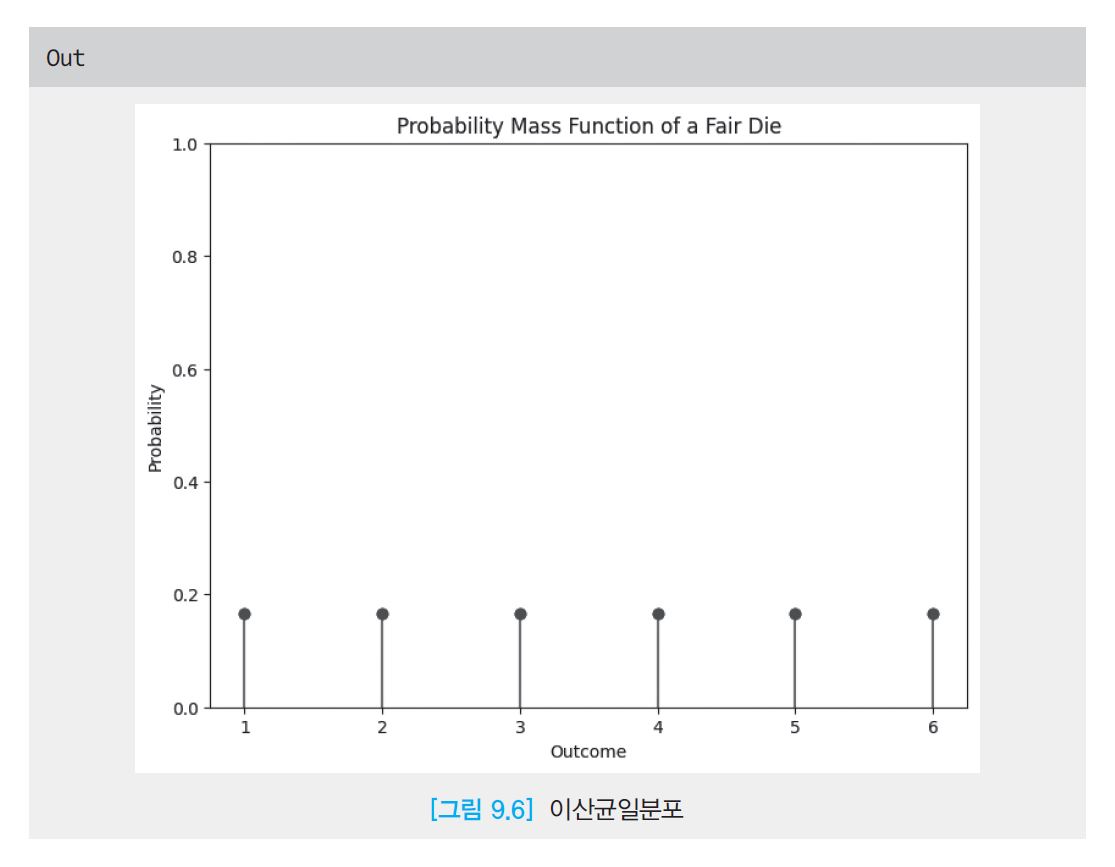 Out
Probability Mass Function of a Fair Die
1.0
0.8
0.6
0.4
0.2
0.0
Probability
1 2 3 4 5 6
Outcome
[그림 9.6] 이산균일분포